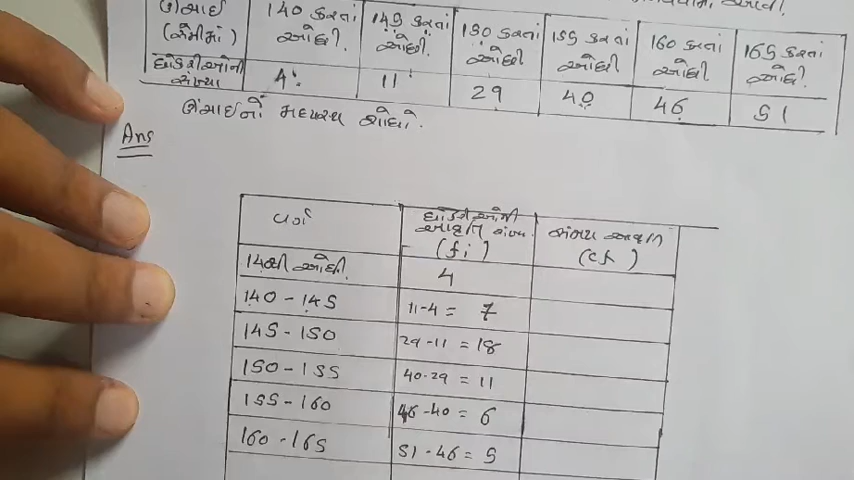 ઊંચાઈ (સેમીમાં) | 140 કરતાં ઓછી. | 145 કરતાં ઓછી. | 150 કરતાં ઓછી | 155 કરતાં ઓછી | 160 કરતાં ઓછી | 165 કરતાં ઓછી.
છોકરીઓની સંખ્યા | 4 | 11 | 29 | 40 | 46 | 51
ઊંચાઈનો મધ્યસ્થ શોધો.
Ans
વર્ગ | છોકરીઓની આવૃત્તિ સંખ્યા (fi) | સંચય આવૃત્તિ (cf)
140થી ઓછી. | 4
140 - 145 | 11-4 = 7
145 - 150 | 29-11 = 18
150 - 155 | 40-29 = 11
155 - 160 | 46-40 = 6
160 - 165 | 51-46 = 5